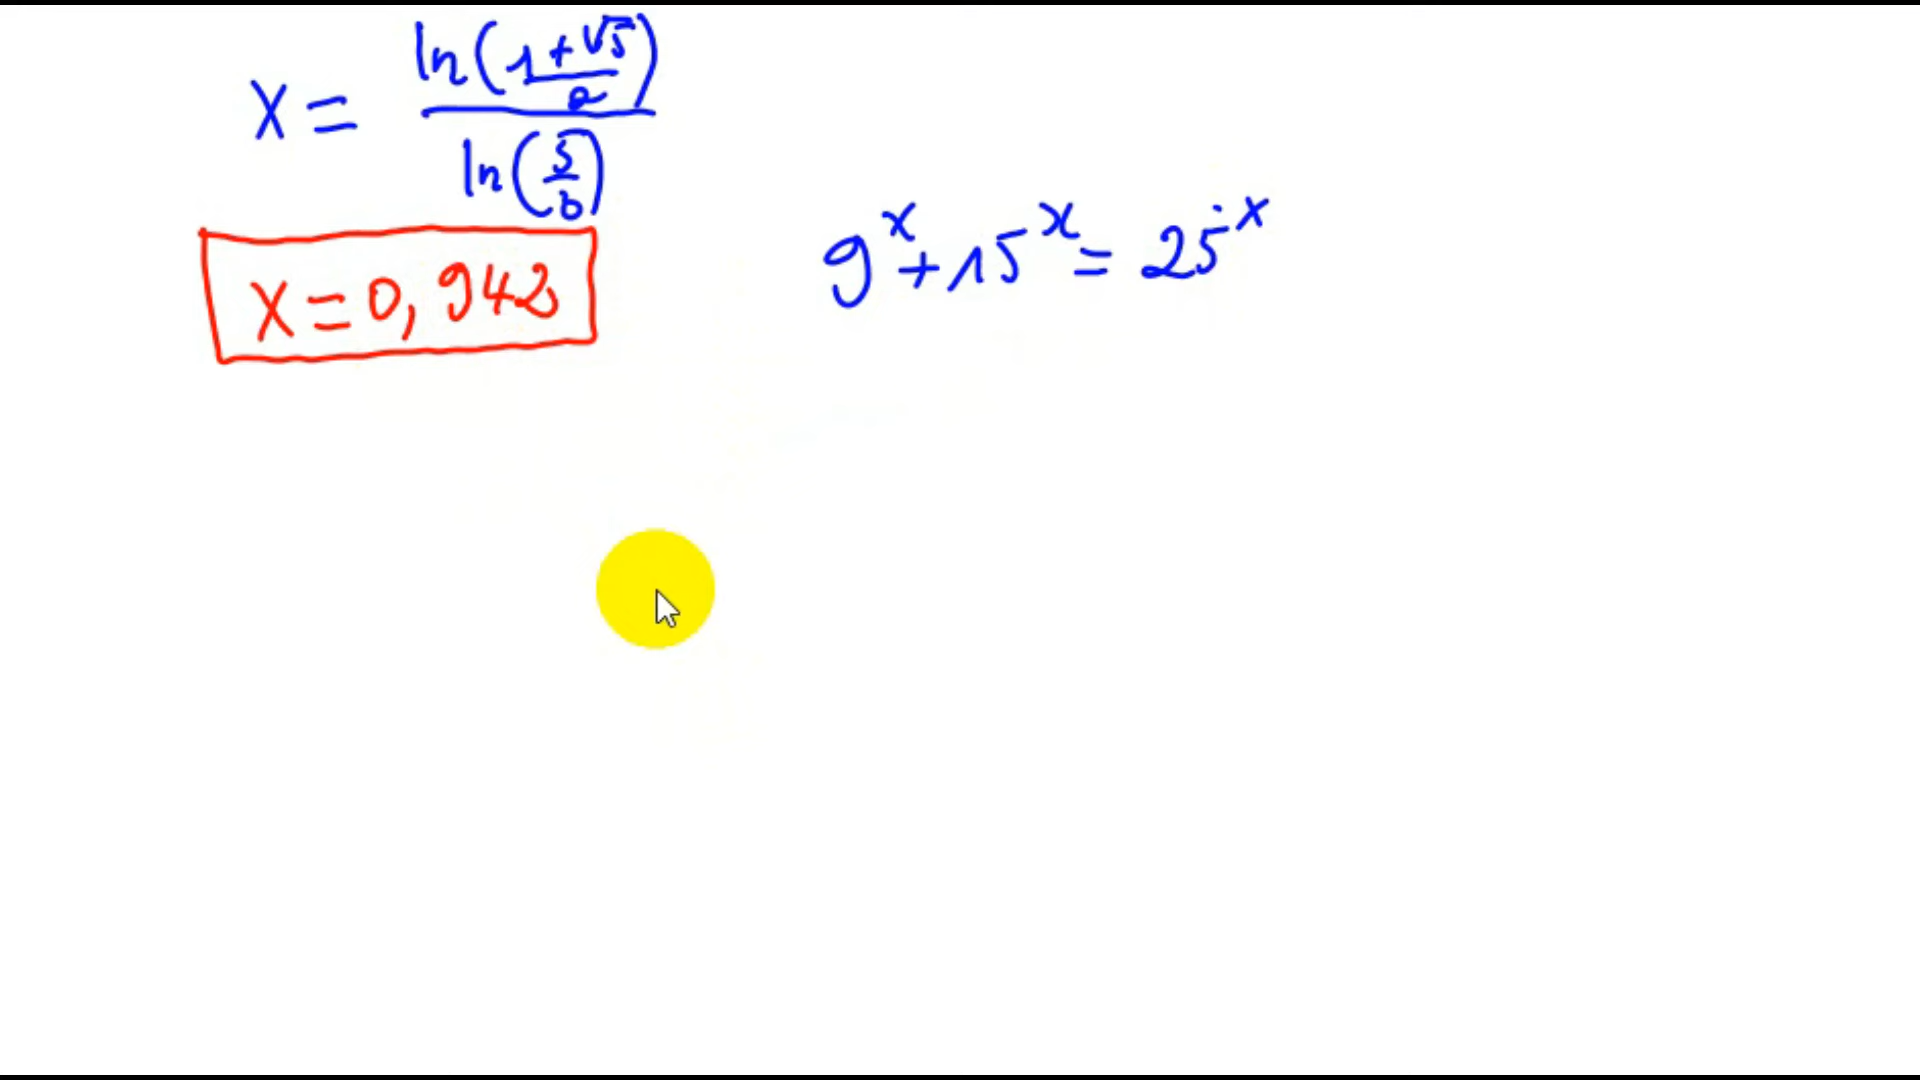 x = ln((1+√5)/2) / ln(5/3)
x = 0,942
9^x + 15^x = 25^x